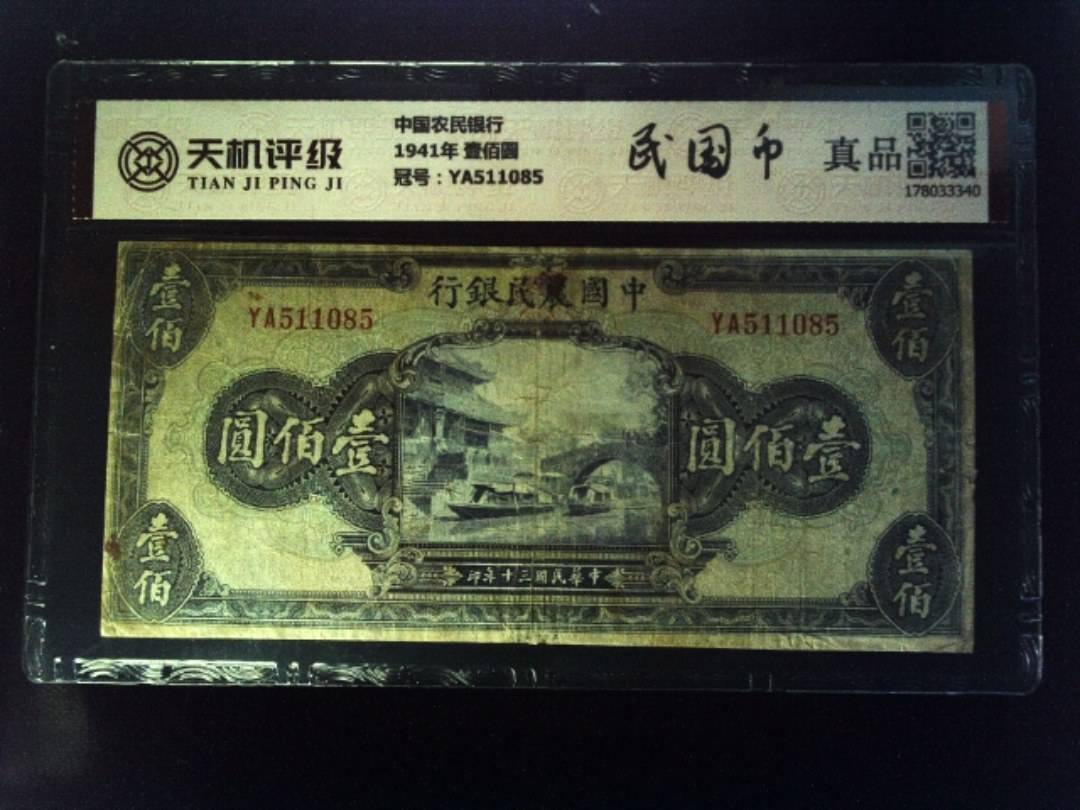 天机评级
TIAN JI PING JI
中国农民银行
1941年 壹佰圆
冠号：YA511085
民国币
真品
178033340
中國農民銀行
壹佰
壹佰
YA511085
YA511085
壹佰圓
壹佰圓
壹佰
壹佰
中華民國三十年印